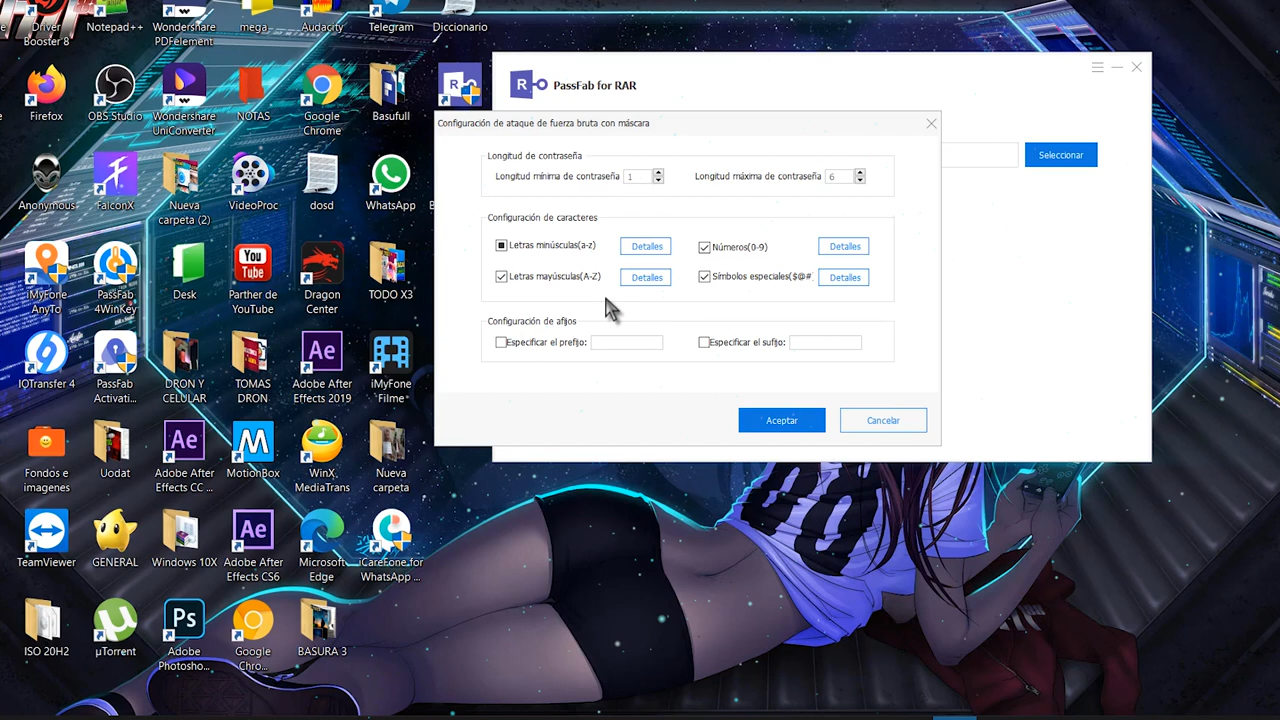 Driver
Booster 8
Notepad++
Wondershare
PDFelement
mega
Audacity
Telegram
Diccionario
Firefox
OBS Studio
Wondershare
UniConverter
NOTAS
Google
Chrome
Basufull
Anonymous
FalconX
Nueva
carpeta (2)
VideoProc
dosd
WhatsApp
iMyFone
AnyTo
PassFab
4WinKey
Desk
You
Tube
Parther de
YouTube
Dragon
Center
TODO X3
IOTransfer 4
PassFab
Activati...
DRON Y
CELULAR
TOMAS
DRON
Ae
Adobe After
Effects 2019
iMyFone
Filme
Fondos e
imagenes
Uodat
Ae
Adobe After
Effects CC ...
MotionBox
WinX
MediaTrans
Nueva
carpeta
TeamViewer
GENERAL
Windows 10X
Ae
Adobe After
Effects CS6
Microsoft
Edge
iCareFone for
WhatsApp ...
ISO 20H2
µTorrent
Ps
Adobe
Photosho...
Google
Chro...
BASURA 3
R
PassFab for RAR
Seleccionar
Configuración de ataque de fuerza bruta con máscara
Longitud de contraseña
Longitud mínima de contraseña 1 Longitud máxima de contraseña 6
Configuración de caracteres
Letras minúsculas(a-z) Detalles Números(0-9) Detalles
Letras mayúsculas(A-Z) Detalles Símbolos especiales($@# Detalles
Configuración de afijos
Especificar el prefijo: Especificar el sufijo:
Aceptar Cancelar